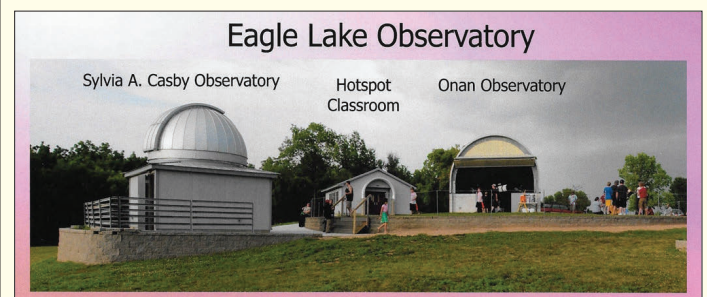 Eagle Lake Observatory
Sylvia A. Casby Observatory
Hotspot
Classroom
Onan Observatory